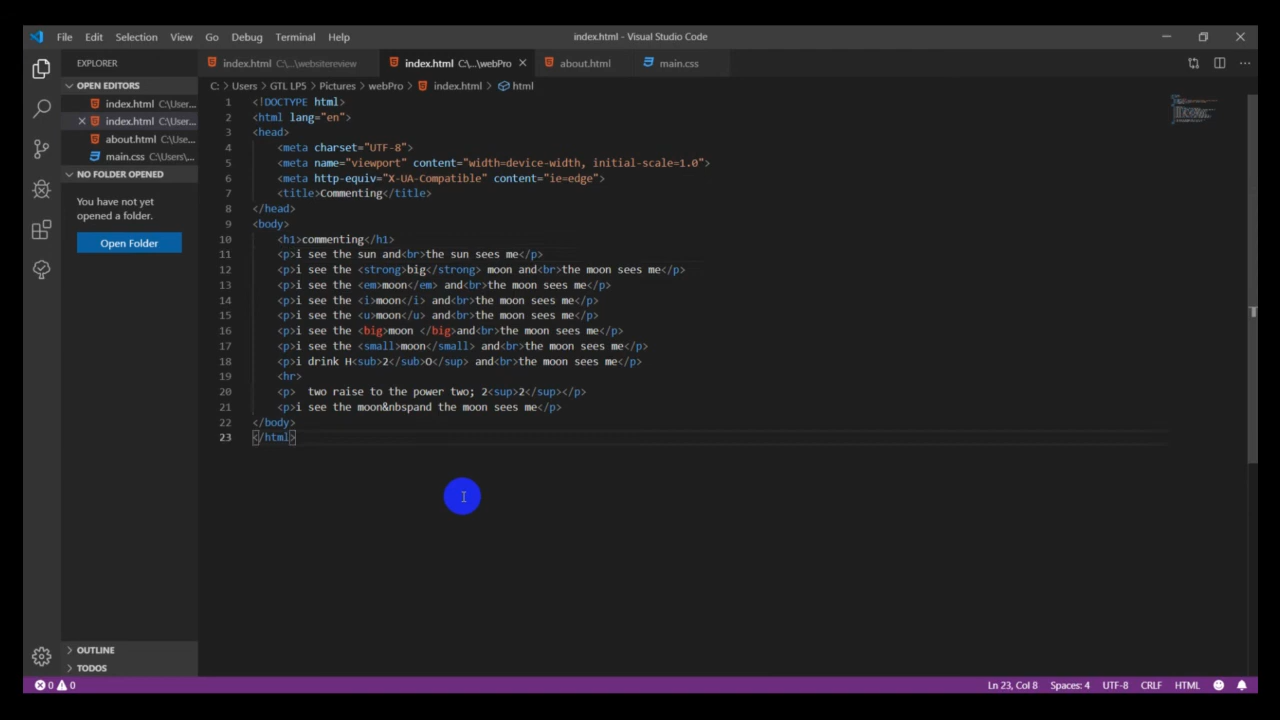 File Edit Selection View Go Debug Terminal Help
index.html - Visual Studio Code
EXPLORER
OPEN EDITORS
index.html C:\User...
index.html C:\User...
about.html C:\Use...
main.css C:\Users\...
NO FOLDER OPENED
You have not yet
opened a folder.
Open Folder
OUTLINE
TODOS
index.html C:\...\websitereview
index.html C:\...\webPro
about.html
main.css
C: > Users > GTL LP5 > Pictures > webPro > index.html > html
1 <!DOCTYPE html>
2 <html lang="en">
3 <head>
4 <meta charset="UTF-8">
5 <meta name="viewport" content="width=device-width, initial-scale=1.0">
6 <meta http-equiv="X-UA-Compatible" content="ie=edge">
7 <title>Commenting</title>
8 </head>
9 <body>
10 <h1>commenting</h1>
11 <p>i see the sun and<br>the sun sees me</p>
12 <p>i see the <strong>big</strong> moon and<br>the moon sees me</p>
13 <p>i see the <em>moon</em> and<br>the moon sees me</p>
14 <p>i see the <i>moon</i> and<br>the moon sees me</p>
15 <p>i see the <u>moon</u> and<br>the moon sees me</p>
16 <p>i see the <big>moon </big>and<br>the moon sees me</p>
17 <p>i see the <small>moon</small> and<br>the moon sees me</p>
18 <p>i drink H<sub>2</sub>O</sup> and<br>the moon sees me</p>
19 <hr>
20 <p>  two raise to the power two; 2<sup>2</sup></p>
21 <p>i see the moon&nbspand the moon sees me</p>
22 </body>
23 </html>
0 0
Ln 23, Col 8 Spaces: 4 UTF-8 CRLF HTML